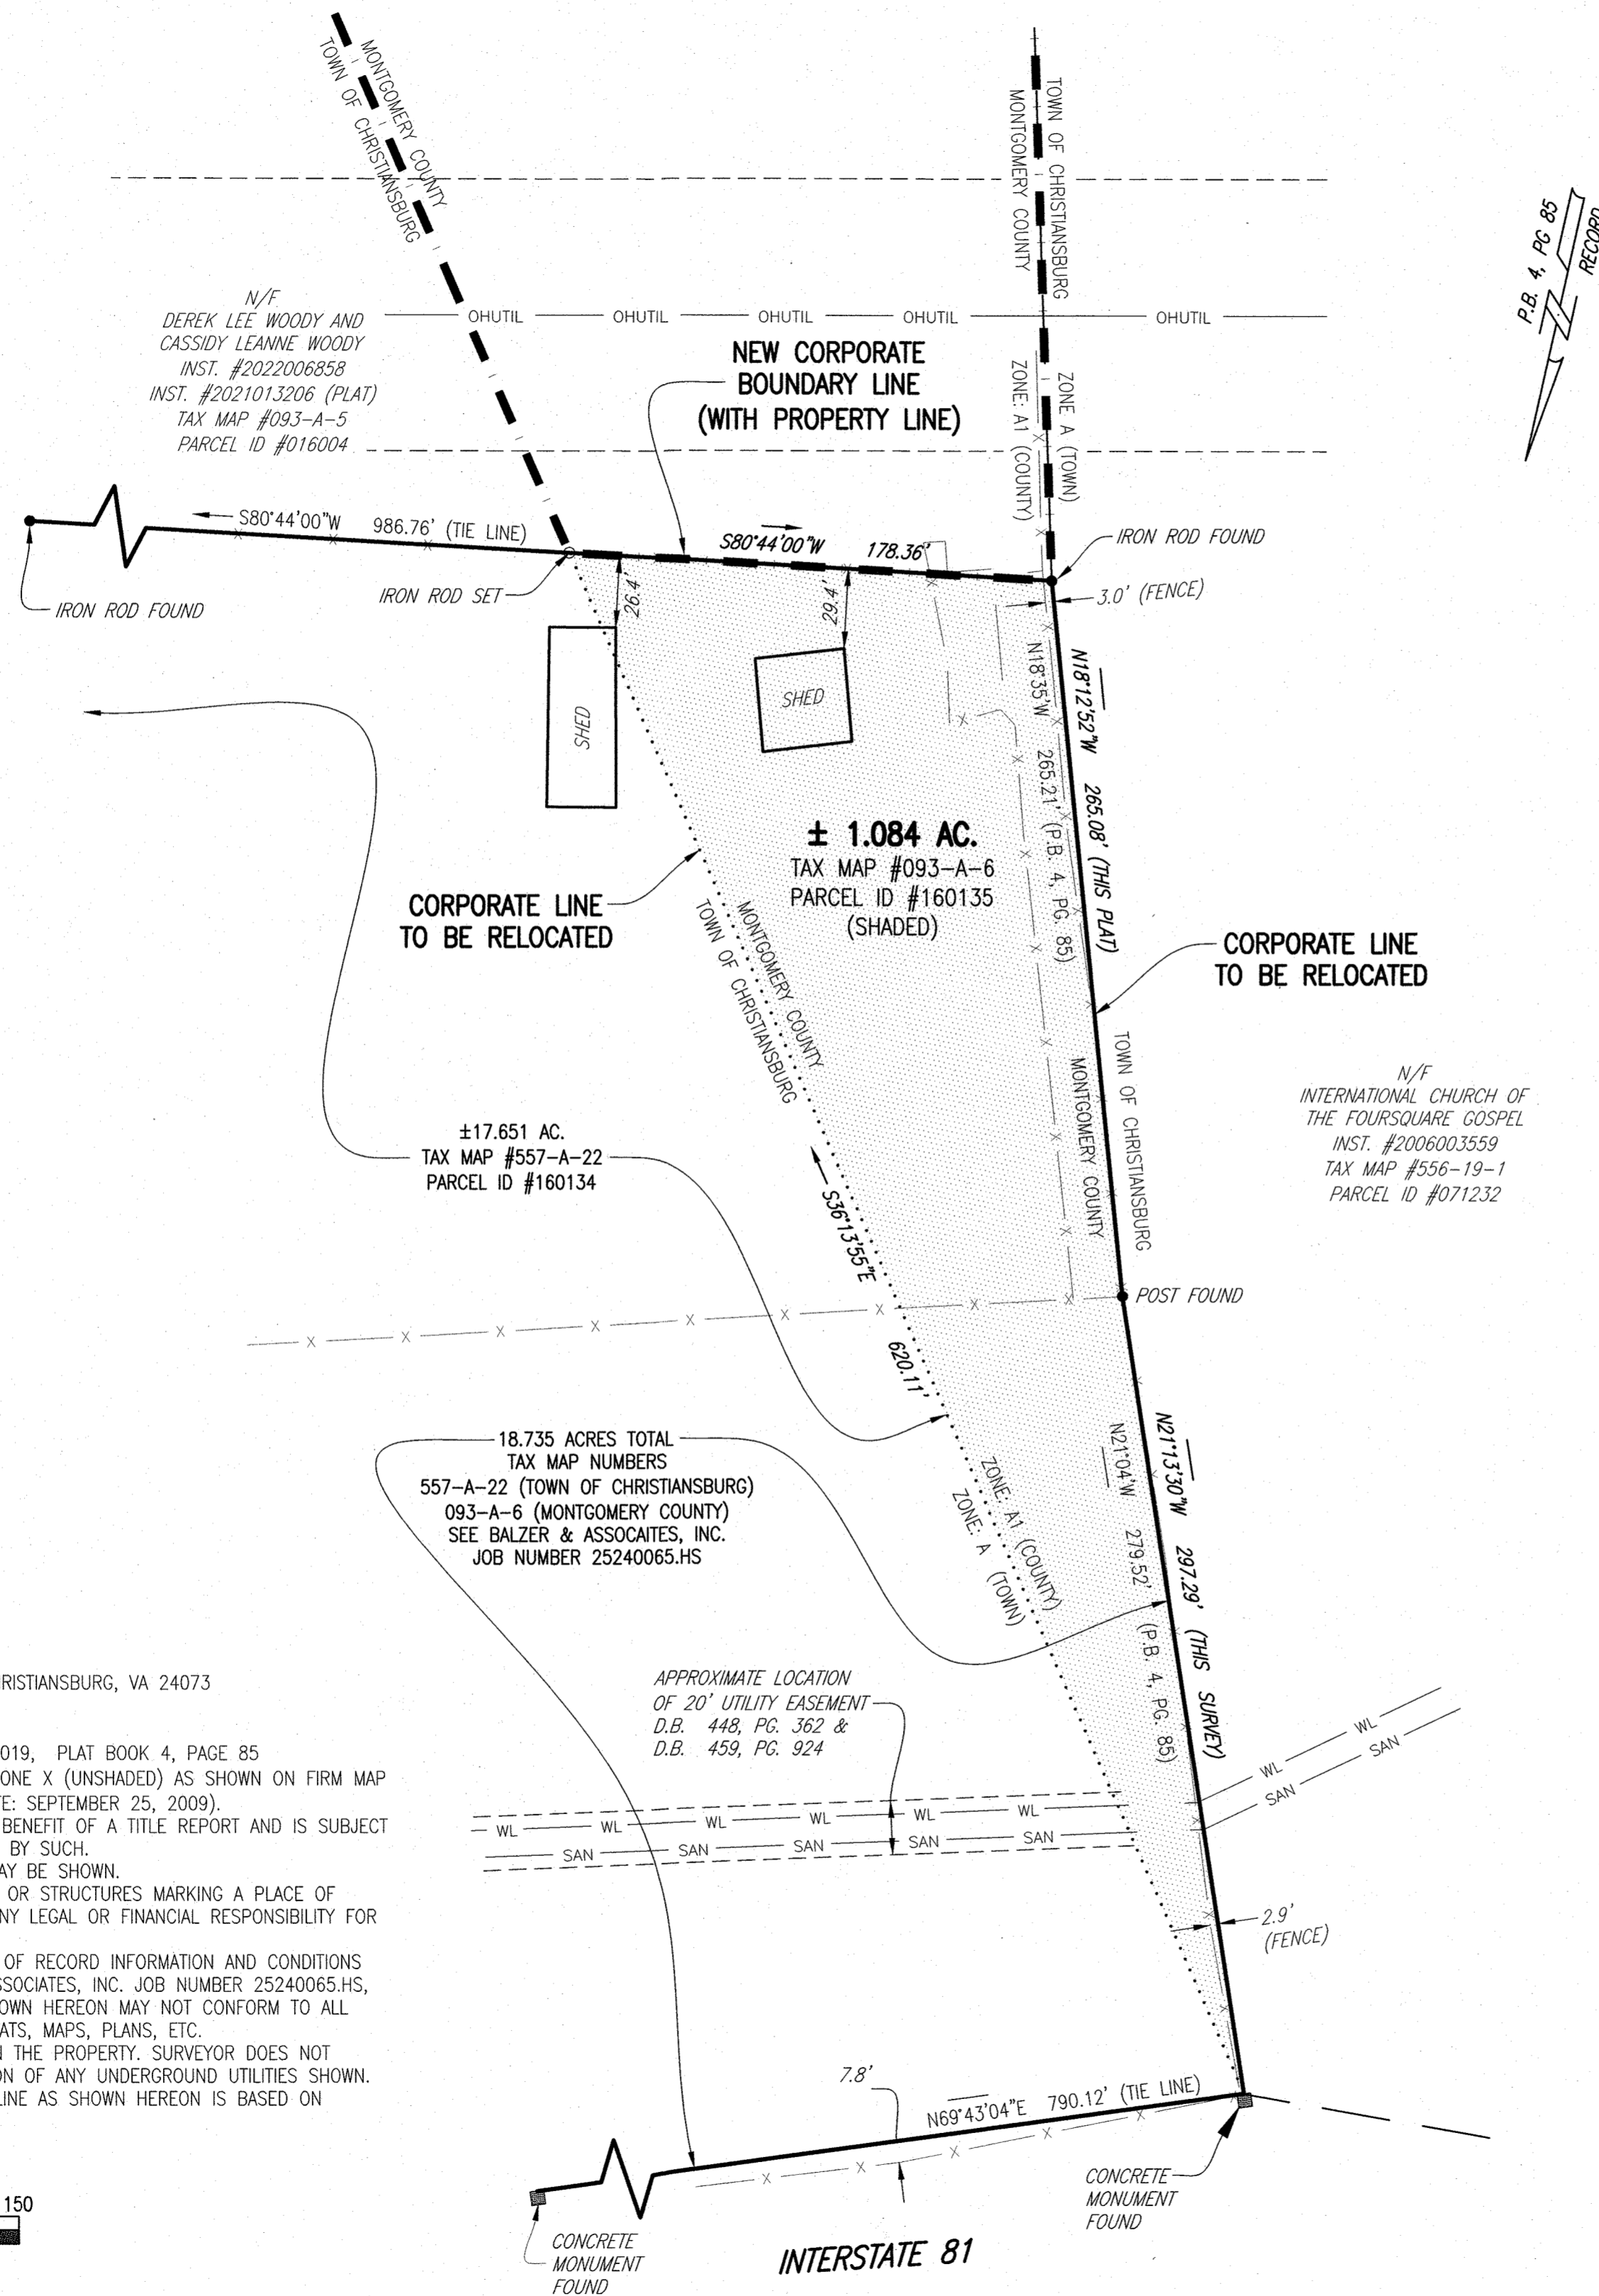 MONTGOMERY COUNTY
TOWN OF CHRISTIANSBURG
TOWN OF CHRISTIANSBURG
MONTGOMERY COUNTY
P.B. 4, PG 85
RECORD
N/F
DEREK LEE WOODY AND
CASSIDY LEANNE WOODY
INST. #2022006858
INST. #2021013206 (PLAT)
TAX MAP #093-A-5
PARCEL ID #016004
OHUTIL
OHUTIL
OHUTIL
OHUTIL
OHUTIL
NEW CORPORATE
BOUNDARY LINE
(WITH PROPERTY LINE)
ZONE A (TOWN)
ZONE: A1 (COUNTY)
S80°44'00"W 986.76' (TIE LINE)
S80°44'00"W 178.36'
IRON ROD FOUND
IRON ROD SET
IRON ROD FOUND
26.4'
29.4'
3.0' (FENCE)
SHED
SHED
N18°35'W 265.21' (P.B. 4, PG. 85)
N18°12'52"W 265.08' (THIS PLAT)
± 1.084 AC.
TAX MAP #093-A-6
PARCEL ID #160135
(SHADED)
CORPORATE LINE
TO BE RELOCATED
MONTGOMERY COUNTY
TOWN OF CHRISTIANSBURG
CORPORATE LINE
TO BE RELOCATED
TOWN OF CHRISTIANSBURG
MONTGOMERY COUNTY
N/F
INTERNATIONAL CHURCH OF
THE FOURSQUARE GOSPEL
INST. #2006003559
TAX MAP #556-19-1
PARCEL ID #071232
±17.651 AC.
TAX MAP #557-A-22
PARCEL ID #160134
S36°13'55"E 620.11'
POST FOUND
18.735 ACRES TOTAL
TAX MAP NUMBERS
557-A-22 (TOWN OF CHRISTIANSBURG)
093-A-6 (MONTGOMERY COUNTY)
SEE BALZER & ASSOCAITES, INC.
JOB NUMBER 25240065.HS
ZONE: A1 (COUNTY)
ZONE: A (TOWN)
N21°04'W 279.52' (P.B. 4, PG. 85)
N21°13'30"W 297.29' (THIS SURVEY)
APPROXIMATE LOCATION
OF 20' UTILITY EASEMENT
D.B. 448, PG. 362 &
D.B. 459, PG. 924
WL WL WL WL WL
SAN SAN SAN SAN SAN
WL WL
SAN SAN
2.9'
(FENCE)
RISTIANSBURG, VA 24073
019, PLAT BOOK 4, PAGE 85
ONE X (UNSHADED) AS SHOWN ON FIRM MAP
TE: SEPTEMBER 25, 2009).
BENEFIT OF A TITLE REPORT AND IS SUBJECT
BY SUCH.
AY BE SHOWN.
OR STRUCTURES MARKING A PLACE OF
NY LEGAL OR FINANCIAL RESPONSIBILITY FOR
OF RECORD INFORMATION AND CONDITIONS
SSOCIATES, INC. JOB NUMBER 25240065.HS,
OWN HEREON MAY NOT CONFORM TO ALL
ATS, MAPS, PLANS, ETC.
N THE PROPERTY. SURVEYOR DOES NOT
ON OF ANY UNDERGROUND UTILITIES SHOWN.
LINE AS SHOWN HEREON IS BASED ON
150
7.8'
N69°43'04"E 790.12' (TIE LINE)
CONCRETE
MONUMENT
FOUND
CONCRETE
MONUMENT
FOUND
INTERSTATE 81